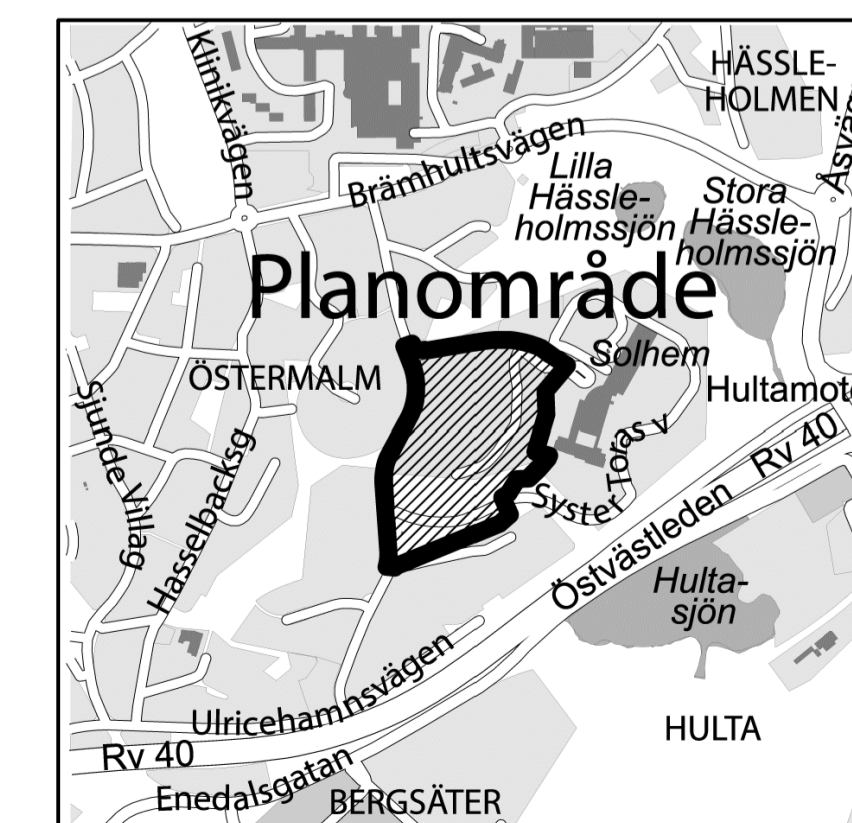 Klinikvägen
HÄSSLE-
HOLMEN
Brämhultsvägen
Lilla
Hässle-
holmssjön
Stora
Hässle-
holmssjön
Planområde
Solhem
ÖSTERMALM
Hultamot
Sjunde Villag
Hasselbacksg
Syster Toras v
Rv 40
Östvästleden
Hulta-
sjön
Ulricehamnsvägen
Rv 40
HULTA
Enedalsgatan
BERGSÄTER